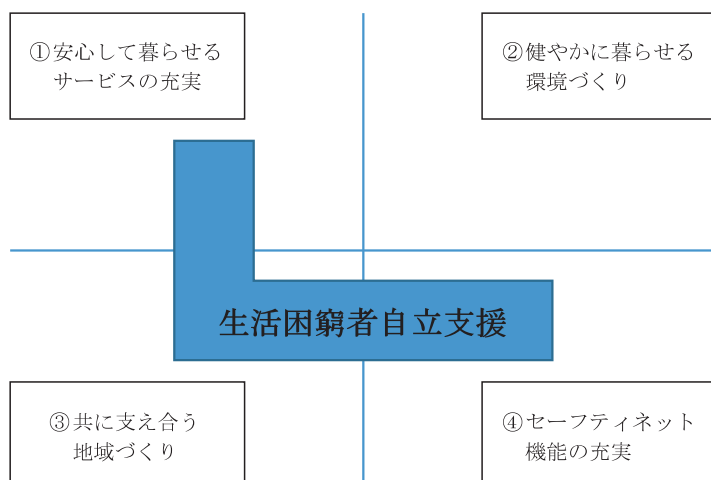 ①安心して暮らせる
サービスの充実
②健やかに暮らせる
環境づくり
生活困窮者自立支援
③共に支え合う
地域づくり
④セーフティネット
機能の充実